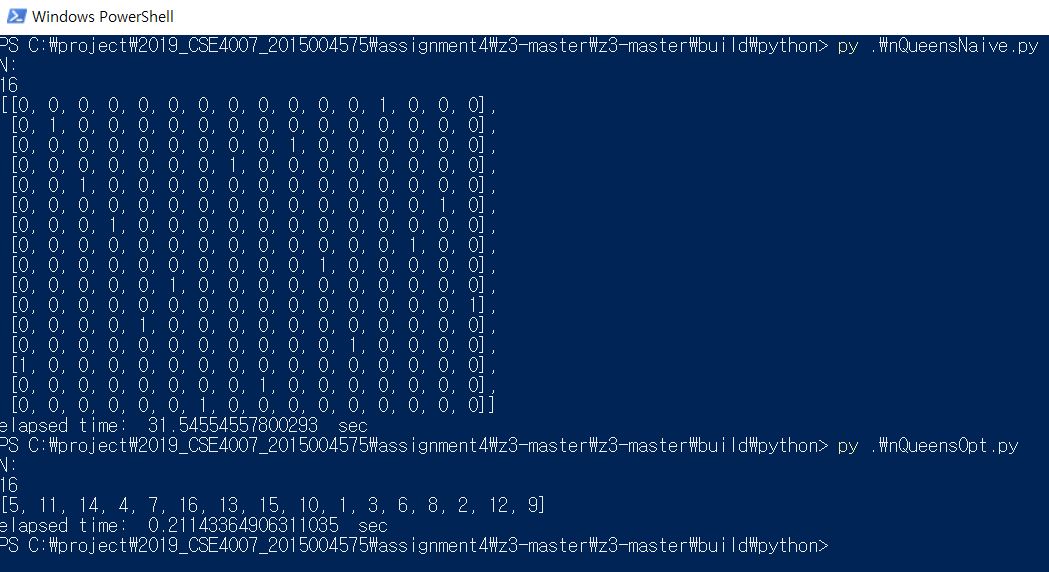 Windows PowerShell
PS C:₩project₩2019_CSE4007_2015004575₩assignment4₩z3-master₩z3-master₩build₩python> py .₩nQueensNaive.py
N:
16
[[0, 0, 0, 0, 0, 0, 0, 0, 0, 0, 0, 0, 1, 0, 0, 0],
[0, 1, 0, 0, 0, 0, 0, 0, 0, 0, 0, 0, 0, 0, 0, 0],
[0, 0, 0, 0, 0, 0, 0, 0, 0, 1, 0, 0, 0, 0, 0, 0],
[0, 0, 0, 0, 0, 0, 0, 1, 0, 0, 0, 0, 0, 0, 0, 0],
[0, 0, 1, 0, 0, 0, 0, 0, 0, 0, 0, 0, 0, 0, 0, 0],
[0, 0, 0, 0, 0, 0, 0, 0, 0, 0, 0, 0, 0, 0, 1, 0],
[0, 0, 0, 1, 0, 0, 0, 0, 0, 0, 0, 0, 0, 0, 0, 0],
[0, 0, 0, 0, 0, 0, 0, 0, 0, 0, 0, 0, 0, 1, 0, 0],
[0, 0, 0, 0, 0, 0, 0, 0, 0, 0, 1, 0, 0, 0, 0, 0],
[0, 0, 0, 0, 0, 1, 0, 0, 0, 0, 0, 0, 0, 0, 0, 0],
[0, 0, 0, 0, 0, 0, 0, 0, 0, 0, 0, 0, 0, 0, 0, 1],
[0, 0, 0, 0, 1, 0, 0, 0, 0, 0, 0, 0, 0, 0, 0, 0],
[0, 0, 0, 0, 0, 0, 0, 0, 0, 0, 0, 1, 0, 0, 0, 0],
[1, 0, 0, 0, 0, 0, 0, 0, 0, 0, 0, 0, 0, 0, 0, 0],
[0, 0, 0, 0, 0, 0, 0, 0, 1, 0, 0, 0, 0, 0, 0, 0],
[0, 0, 0, 0, 0, 0, 1, 0, 0, 0, 0, 0, 0, 0, 0, 0]]
elapsed time:  31.54554557800293  sec
PS C:₩project₩2019_CSE4007_2015004575₩assignment4₩z3-master₩z3-master₩build₩python> py .₩nQueensOpt.py
N:
16
[5, 11, 14, 4, 7, 16, 13, 15, 10, 1, 3, 6, 8, 2, 12, 9]
elapsed time:  0.21143364906311035  sec
PS C:₩project₩2019_CSE4007_2015004575₩assignment4₩z3-master₩z3-master₩build₩python>